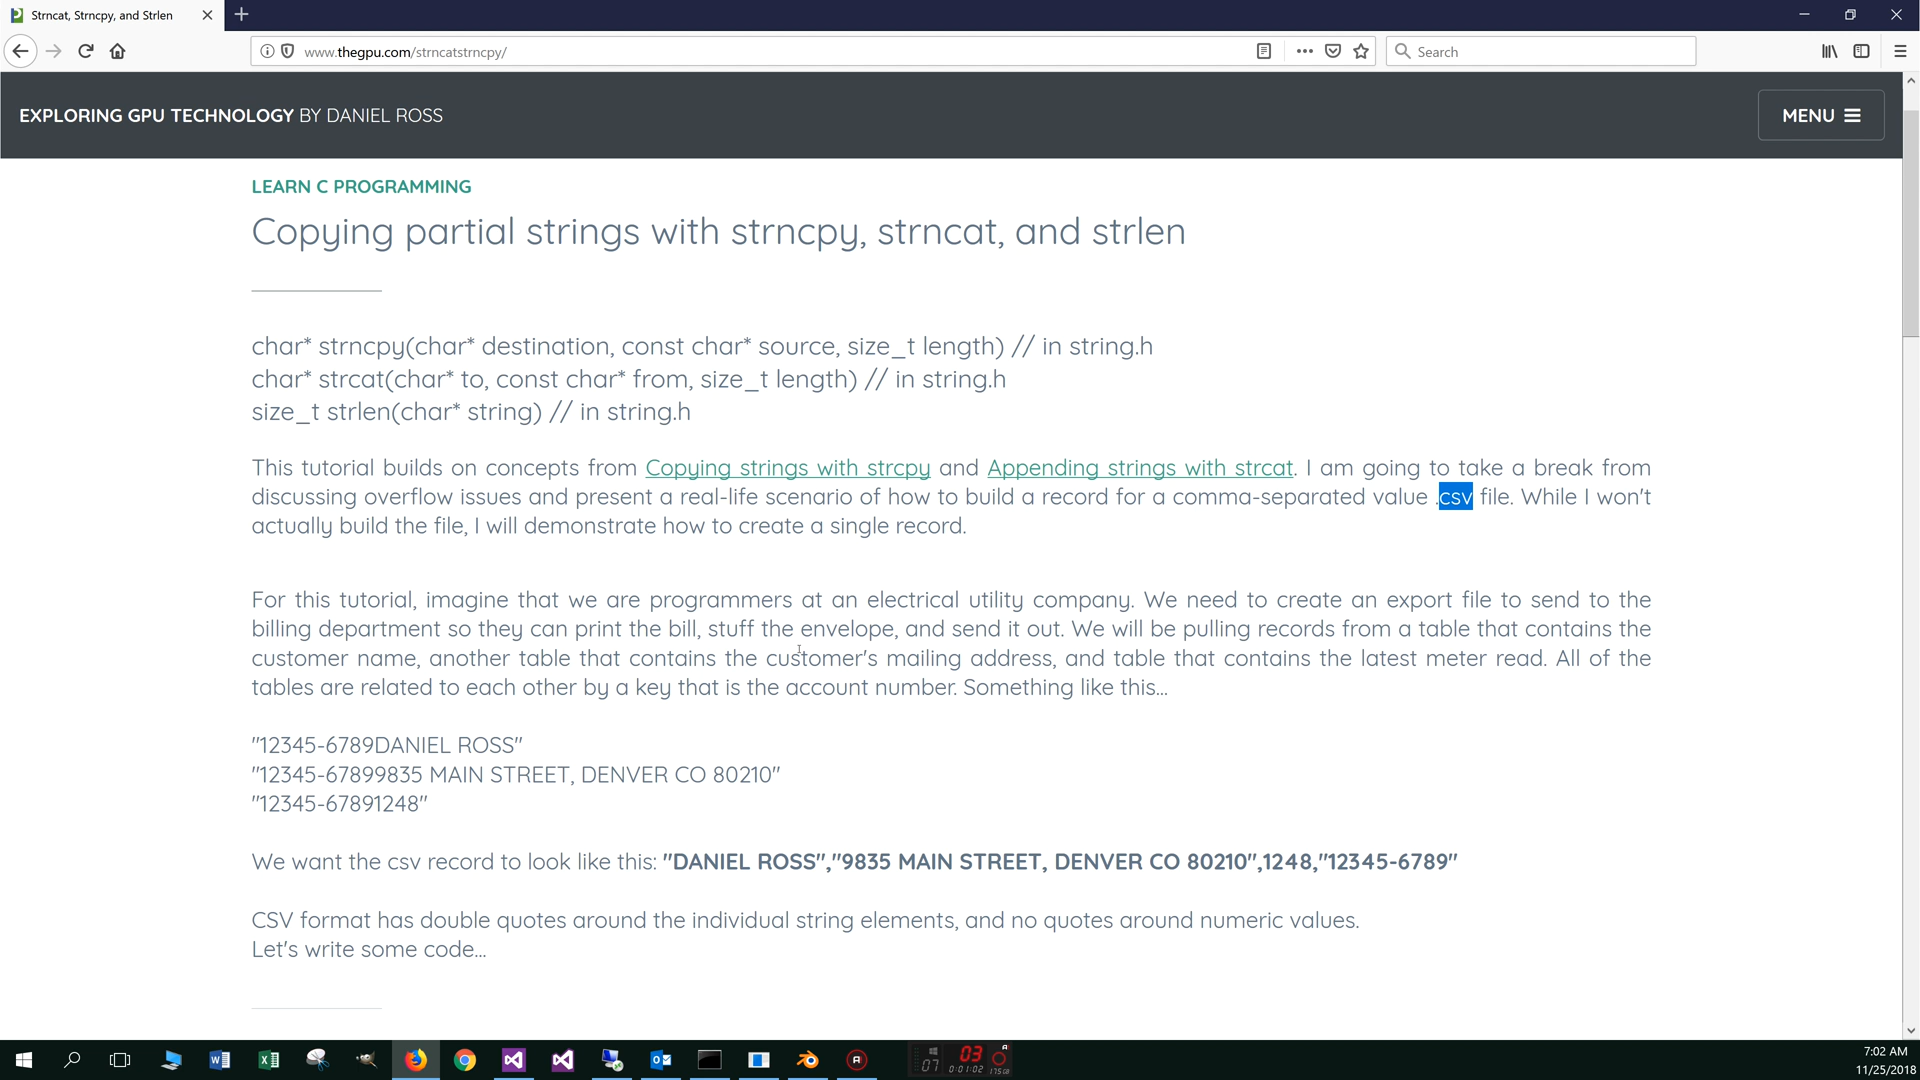 Strncat, Strncpy, and Strlen
www.thegpu.com/strncatstrncpy/
Search
EXPLORING GPU TECHNOLOGY BY DANIEL ROSS
MENU
LEARN C PROGRAMMING
Copying partial strings with strncpy, strncat, and strlen
char* strncpy(char* destination, const char* source, size_t length) // in string.h
char* strcat(char* to, const char* from, size_t length) // in string.h
size_t strlen(char* string) // in string.h
This tutorial builds on concepts from Copying strings with strcpy and Appending strings with strcat. I am going to take a break from
discussing overflow issues and present a real-life scenario of how to build a record for a comma-separated value .csv file. While I won't
actually build the file, I will demonstrate how to create a single record.
For this tutorial, imagine that we are programmers at an electrical utility company. We need to create an export file to send to the
billing department so they can print the bill, stuff the envelope, and send it out. We will be pulling records from a table that contains the
customer name, another table that contains the customer's mailing address, and table that contains the latest meter read. All of the
tables are related to each other by a key that is the account number. Something like this...
"12345-6789DANIEL ROSS"
"12345-67899835 MAIN STREET, DENVER CO 80210"
"12345-67891248"
We want the csv record to look like this: "DANIEL ROSS","9835 MAIN STREET, DENVER CO 80210",1248,"12345-6789"
CSV format has double quotes around the individual string elements, and no quotes around numeric values.
Let's write some code...
07 03 0:01:02 175GB
7:02 AM
11/25/2018